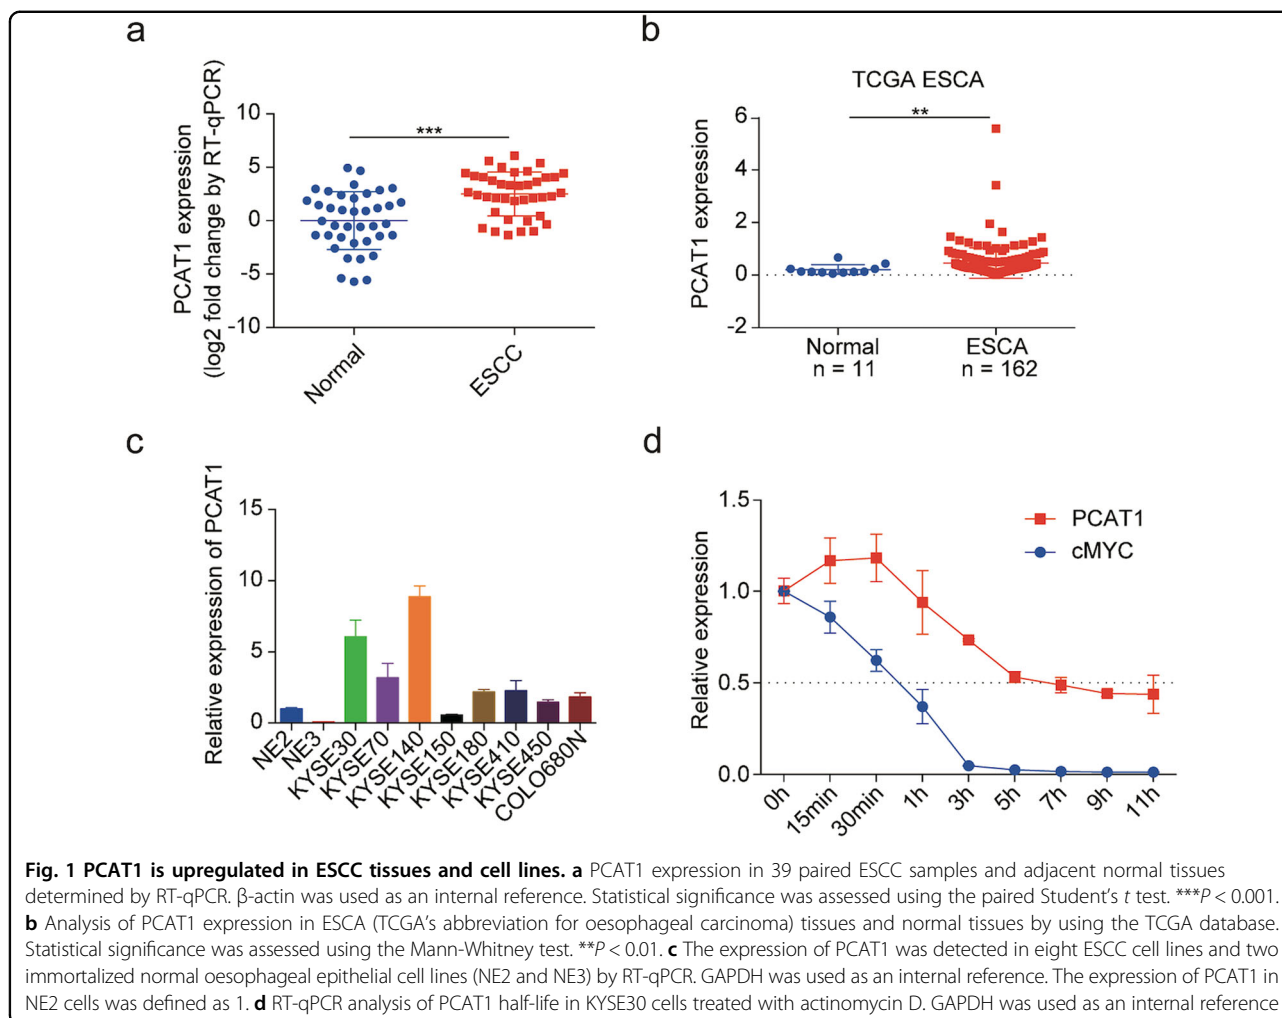 a
PCAT1 expression
(log2 fold change by RT-qPCR)
10
5
0
-5
-10
***
Normal
ESCC
b
TCGA ESCA
PCAT1 expression
6
4
2
0
-2
**
Normal
n = 11
ESCA
n = 162
c
Relative expression of PCAT1
15
10
5
0
NE2
NE3
KYSE30
KYSE70
KYSE140
KYSE150
KYSE180
KYSE410
KYSE450
COLO680N
d
Relative expression
1.5
1.0
0.5
0.0
PCAT1
cMYC
0h
15min
30min
1h
3h
5h
7h
9h
11h
Fig. 1 PCAT1 is upregulated in ESCC tissues and cell lines. a PCAT1 expression in 39 paired ESCC samples and adjacent normal tissues
determined by RT-qPCR. β-actin was used as an internal reference. Statistical significance was assessed using the paired Student's t test. ***P < 0.001.
b Analysis of PCAT1 expression in ESCA (TCGA's abbreviation for oesophageal carcinoma) tissues and normal tissues by using the TCGA database.
Statistical significance was assessed using the Mann-Whitney test. **P < 0.01. c The expression of PCAT1 was detected in eight ESCC cell lines and two
immortalized normal oesophageal epithelial cell lines (NE2 and NE3) by RT-qPCR. GAPDH was used as an internal reference. The expression of PCAT1 in
NE2 cells was defined as 1. d RT-qPCR analysis of PCAT1 half-life in KYSE30 cells treated with actinomycin D. GAPDH was used as an internal reference